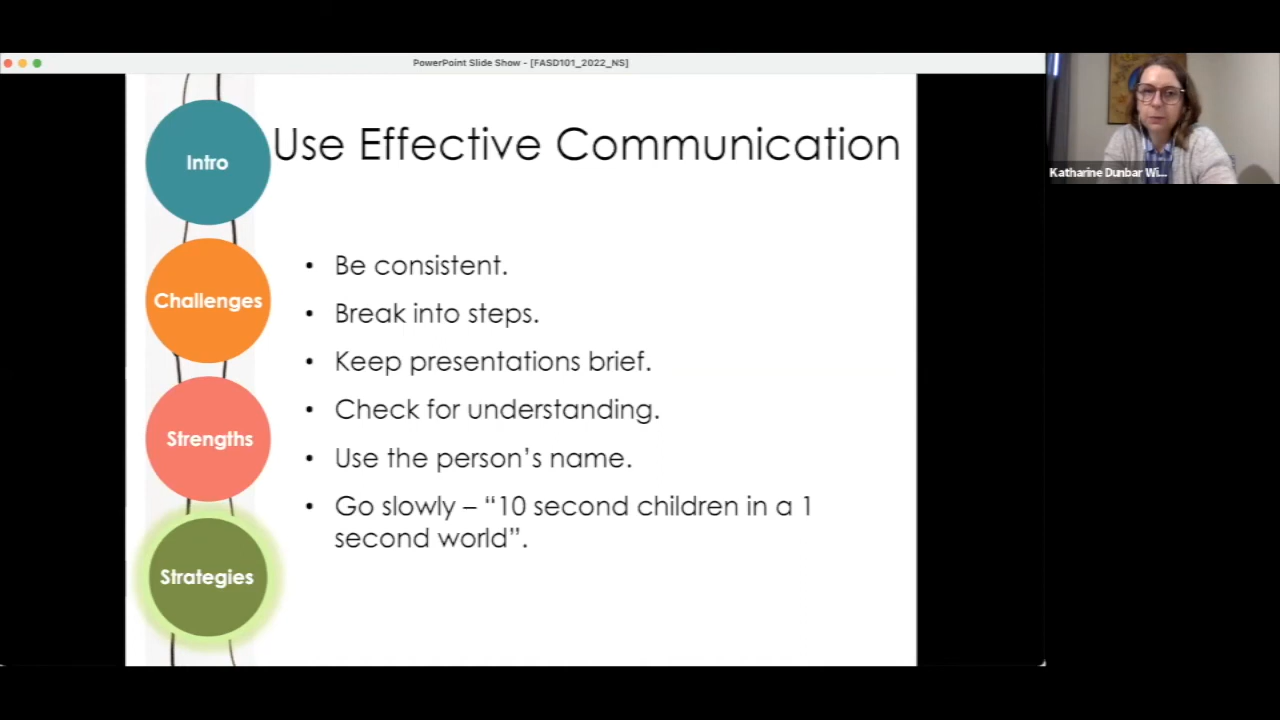 PowerPoint Slide Show - [FASD101_2022_NS]
Katharine Dunbar Wi...
Intro
Use Effective Communication
Challenges
Strengths
Strategies
• Be consistent.
• Break into steps.
• Keep presentations brief.
• Check for understanding.
• Use the person’s name.
• Go slowly – “10 second children in a 1
second world”.